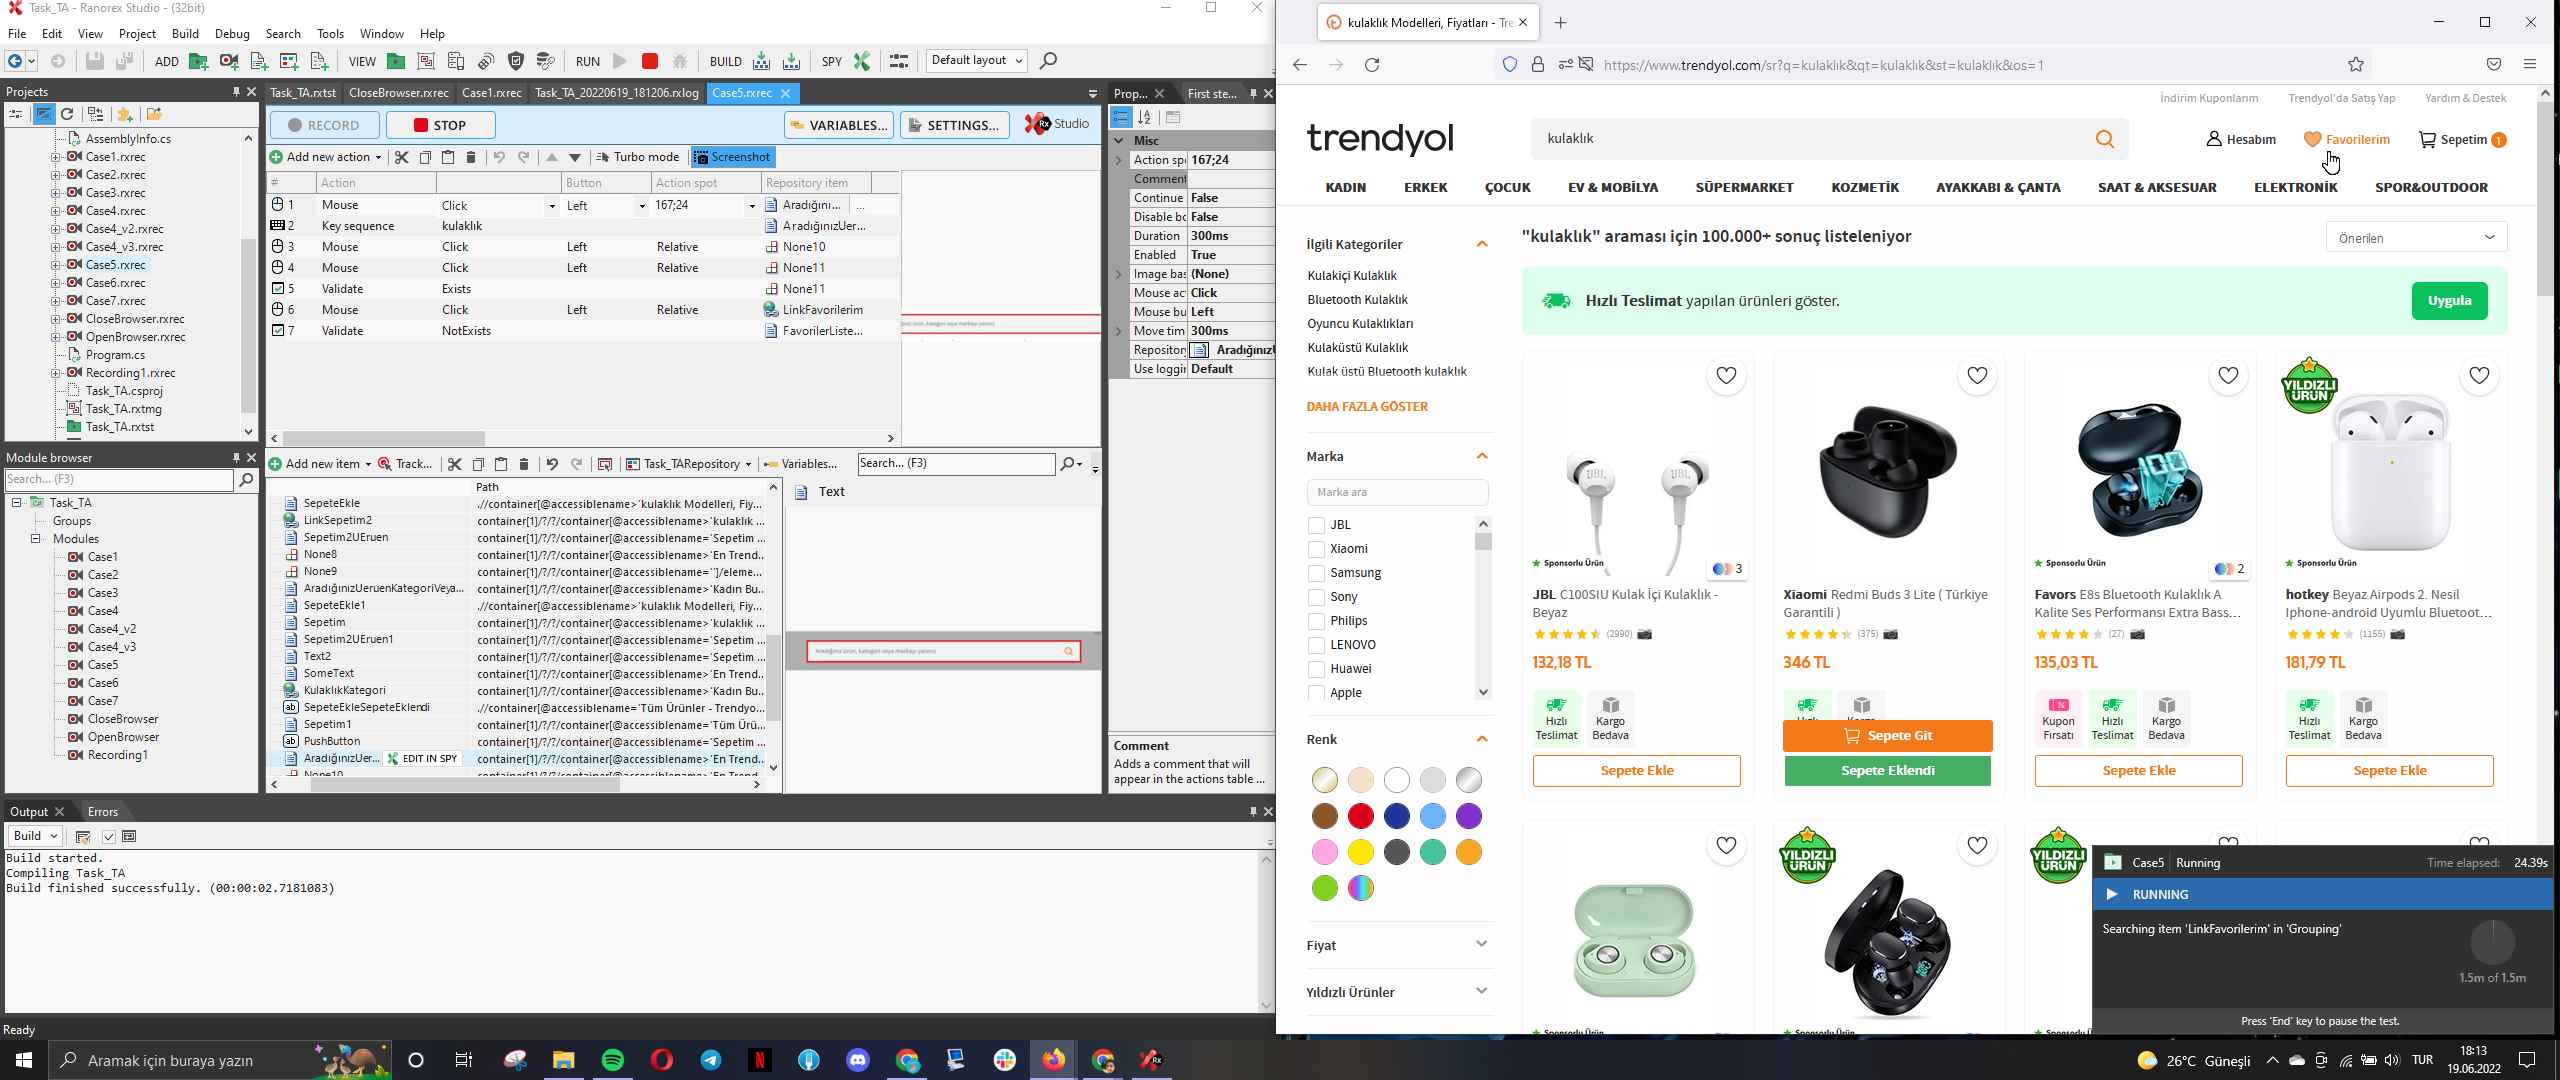 Task_TA - Ranorex Studio - (32bit)
File Edit View Project Build Debug Search Tools Window Help
ADD VIEW RUN BUILD SPY Default layout
Projects
AssemblyInfo.cs
Case1.rxrec
Case2.rxrec
Case3.rxrec
Case4.rxrec
Case4_v2.rxrec
Case4_v3.rxrec
Case5.rxrec
Case6.rxrec
Case7.rxrec
CloseBrowser.rxrec
OpenBrowser.rxrec
Program.cs
Recording1.rxrec
Task_TA.csproj
Task_TA.rxtmg
Task_TA.rxtst
Module browser
Search... (F3)
Task_TA
Groups
Modules
Case1
Case2
Case3
Case4
Case4_v2
Case4_v3
Case5
Case6
Case7
CloseBrowser
OpenBrowser
Recording1
Task_TA.rxtst CloseBrowser.rxrec Case1.rxrec Task_TA_20220619_181206.rxlog Case5.rxrec
RECORD STOP VARIABLES... SETTINGS... Rx Studio
Add new action Turbo mode Screenshot
# Action Button Action spot Repository item
1 Mouse Click Left 167;24 Aradığını... ...
2 Key sequence kulaklık AradığınızUer...
3 Mouse Click Left Relative None10
4 Mouse Click Left Relative None11
5 Validate Exists None11
6 Mouse Click Left Relative LinkFavorilerim
7 Validate NotExists FavorilerListe...
Add new item Track... Task_TARepository Variables... Search... (F3)
Path
SepeteEkle .//container[@accessiblename>'kulaklık Modelleri, Fiy...
LinkSepetim2 container[1]/?/?/container[@accessiblename>'kulaklık ...
Sepetim2UEruen container[1]/?/?/container[@accessiblename='Sepetim ...
None8 container[1]/?/?/container[@accessiblename>'En Trend...
None9 container[1]/?/?/container[@accessiblename='']/eleme...
AradığınızUeruenKategoriVeya... container[1]/?/?/container[@accessiblename>'Kadın Bu...
SepeteEkle1 .//container[@accessiblename>'kulaklık Modelleri, Fiy...
Sepetim container[1]/?/?/container[@accessiblename>'kulaklık ...
Sepetim2UEruen1 container[1]/?/?/container[@accessiblename='Sepetim ...
Text2 container[1]/?/?/container[@accessiblename='Sepetim ...
SomeText container[1]/?/?/container[@accessiblename>'En Trend...
KulaklıkKategori container[1]/?/?/container[@accessiblename>'Kadın Bu...
SepeteEkleSepeteEklendi .//container[@accessiblename='Tüm Ürünler - Trendyo...
Sepetim1 container[1]/?/?/container[@accessiblename='Tüm Ürü...
PushButton container[1]/?/?/container[@accessiblename='Sepetim ...
AradığınızUer... EDIT IN SPY container[1]/?/?/container[@accessiblename>'En Trend...
Text
Aradığınız ürün, kategori veya markayı yazınız
Prop... First ste...
Misc
Action spo 167;24
Comment
Continue False
Disable bo False
Duration 300ms
Enabled True
Image bas (None)
Mouse act Click
Mouse bu Left
Move tim 300ms
Repository Aradığınızl
Use loggin Default
Comment
Adds a comment that will
appear in the actions table ...
Output Errors
Build
Build started.
Compiling Task_TA
Build finished successfully. (00:00:02.7181083)
Ready
kulaklık Modelleri, Fiyatları - Tre
https://www.trendyol.com/sr?q=kulaklık&qt=kulaklık&st=kulaklık&os=1
İndirim Kuponlarım Trendyol'da Satış Yap Yardım & Destek
trendyol kulaklık Hesabım Favorilerim Sepetim 1
KADIN ERKEK ÇOCUK EV & MOBİLYA SÜPERMARKET KOZMETİK AYAKKABI & ÇANTA SAAT & AKSESUAR ELEKTRONİK SPOR&OUTDOOR
İlgili Kategoriler
Kulakiçi Kulaklık
Bluetooth Kulaklık
Oyuncu Kulaklıkları
Kulaküstü Kulaklık
Kulak üstü Bluetooth kulaklık
DAHA FAZLA GÖSTER
Marka
Marka ara
JBL
Xiaomi
Samsung
Sony
Philips
LENOVO
Huawei
Apple
Renk
Fiyat
Yıldızlı Ürünler
"kulaklık" araması için 100.000+ sonuç listeleniyor
Önerilen
Hızlı Teslimat yapılan ürünleri göster.
Uygula
Sponsorlu Ürün
3
JBL C100SIU Kulak İçi Kulaklık -
Beyaz
(2990)
132,18 TL
Hızlı
Teslimat
Kargo
Bedava
Sepete Ekle
Xiaomi Redmi Buds 3 Lite ( Türkiye
Garantili )
(375)
346 TL
Sepete Git
Sepete Eklendi
Sponsorlu Ürün
2
Favors E8s Bluetooth Kulaklık A
Kalite Ses Performansı Extra Bass...
(27)
135,03 TL
Kupon
Fırsatı
Hızlı
Teslimat
Kargo
Bedava
Sepete Ekle
YILDIZLI
ÜRÜN
Sponsorlu Ürün
hotkey Beyaz Airpods 2. Nesil
Iphone-android Uyumlu Bluetoot...
(1155)
181,79 TL
Hızlı
Teslimat
Kargo
Bedava
Sepete Ekle
YILDIZLI
ÜRÜN
YILDIZLI
ÜRÜN
Sponsorlu Ürün
Sponsorlu Ürün
Case5 Running Time elapsed: 24.39s
RUNNING
Searching item 'LinkFavorilerim' in 'Grouping'
1.5m of 1.5m
Press 'End' key to pause the test.
Aramak için buraya yazın
26°C Güneşli
TUR
18:13
19.06.2022